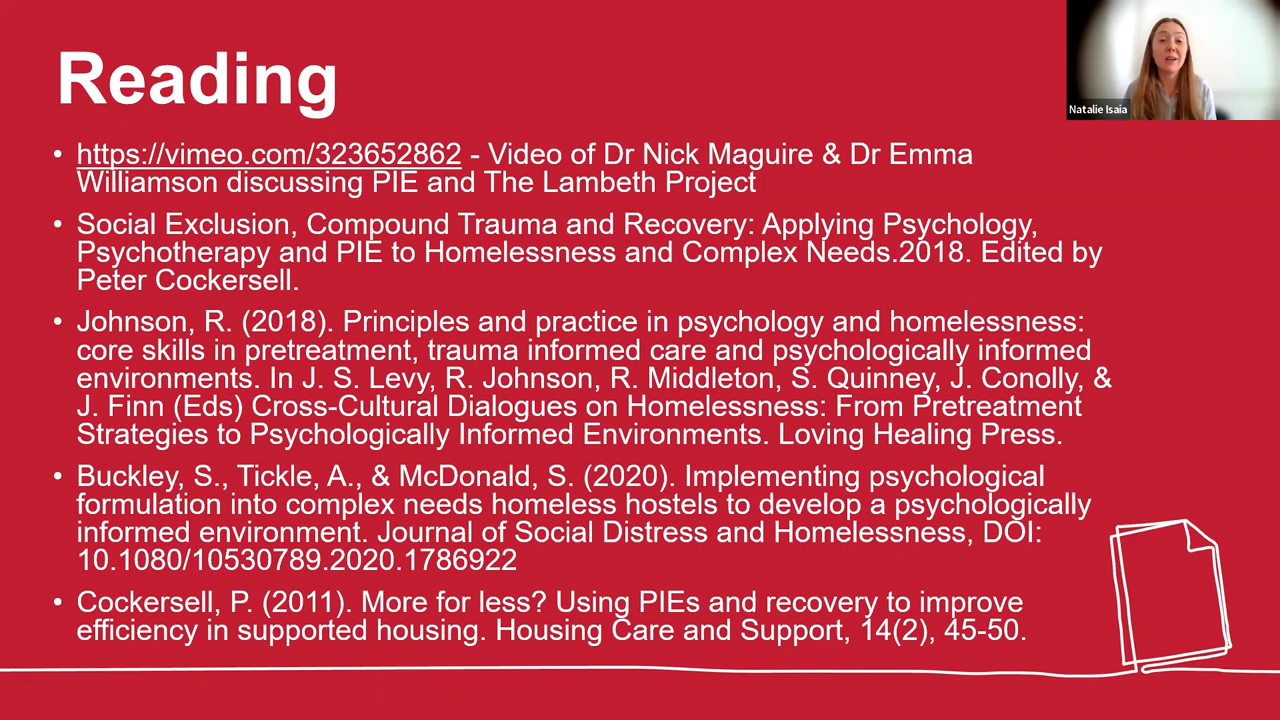 Reading
Natalie Isaia
• https://vimeo.com/323652862 - Video of Dr Nick Maguire & Dr Emma
Williamson discussing PIE and The Lambeth Project
• Social Exclusion, Compound Trauma and Recovery: Applying Psychology,
Psychotherapy and PIE to Homelessness and Complex Needs.2018. Edited by
Peter Cockersell.
• Johnson, R. (2018). Principles and practice in psychology and homelessness:
core skills in pretreatment, trauma informed care and psychologically informed
environments. In J. S. Levy, R. Johnson, R. Middleton, S. Quinney, J. Conolly, &
J. Finn (Eds) Cross-Cultural Dialogues on Homelessness: From Pretreatment
Strategies to Psychologically Informed Environments. Loving Healing Press.
• Buckley, S., Tickle, A., & McDonald, S. (2020). Implementing psychological
formulation into complex needs homeless hostels to develop a psychologically
informed environment. Journal of Social Distress and Homelessness, DOI:
10.1080/10530789.2020.1786922
• Cockersell, P. (2011). More for less? Using PIEs and recovery to improve
efficiency in supported housing. Housing Care and Support, 14(2), 45-50.